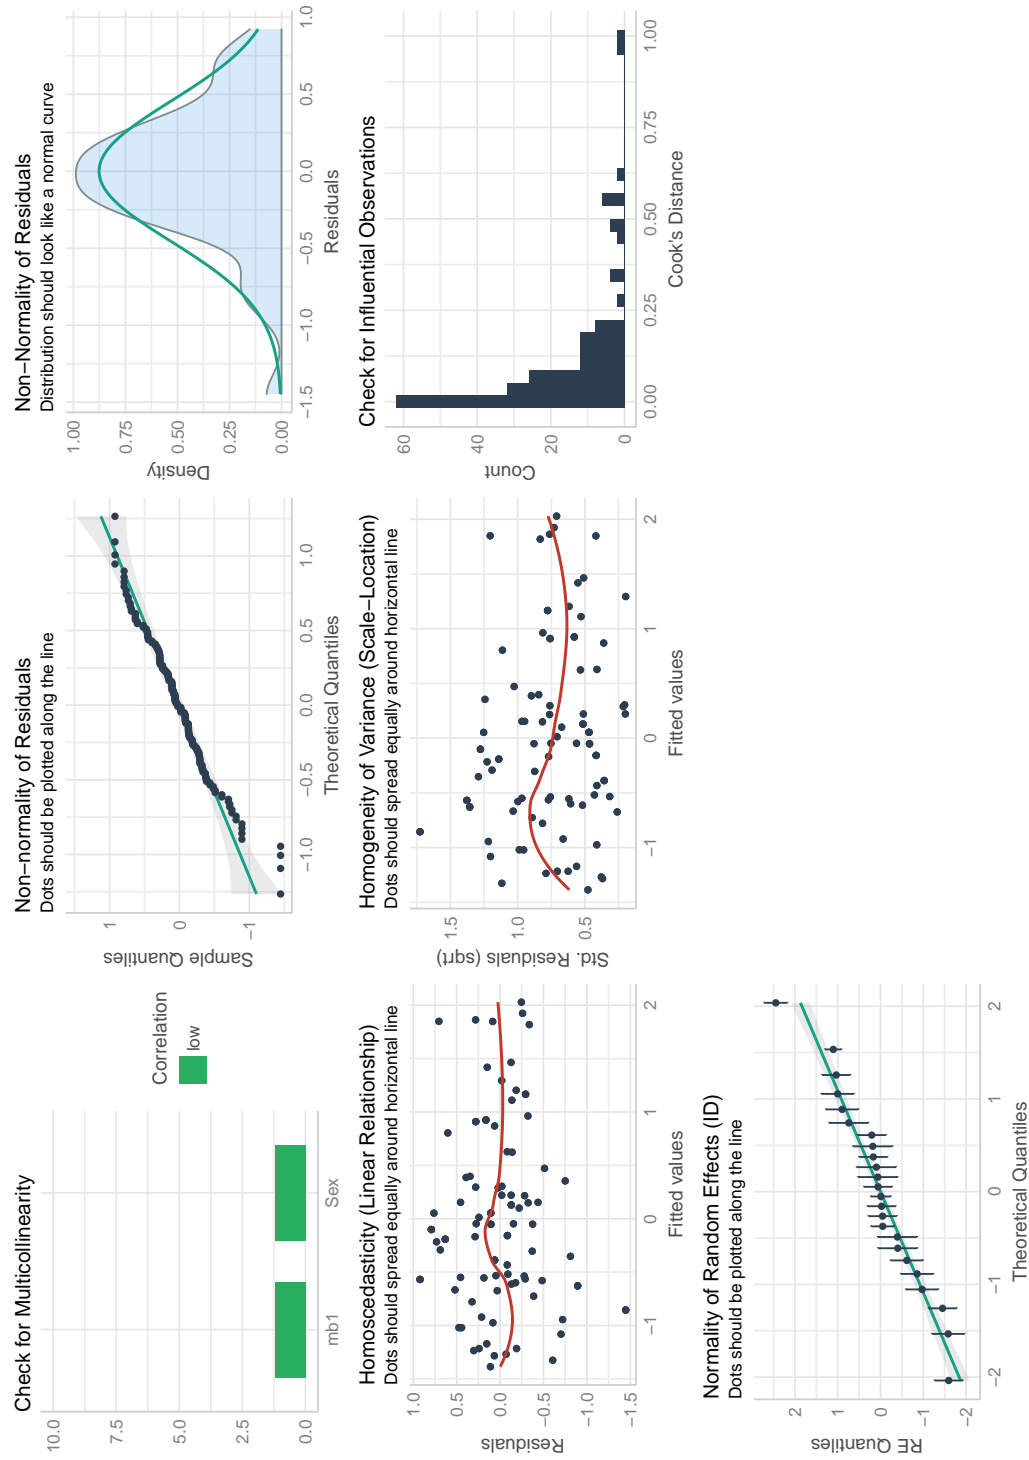 Check for Multicollinearity
10.0
7.5
5.0
2.5
0.0
mb1
Sex
Correlation
low
Non−normality of Residuals
Dots should be plotted along the line
Sample Quantiles
1
0
−1
−1.0
−0.5
0.0
0.5
1.0
Theoretical Quantiles
Non−Normality of Residuals
Distribution should look like a normal curve
Density
1.00
0.75
0.50
0.25
0.00
−1.5
−1.0
−0.5
0.0
0.5
1.0
Residuals
Homoscedasticity (Linear Relationship)
Dots should spread equally around horizontal line
Residuals
1.0
0.5
0.0
−0.5
−1.0
−1.5
−1
0
1
2
Fitted values
Homogeneity of Variance (Scale−Location)
Dots should spread equally around horizontal line
Std. Residuals (sqrt)
1.5
1.0
0.5
−1
0
1
2
Fitted values
Check for Influential Observations
Count
60
40
20
0
0.00
0.25
0.50
0.75
1.00
Cook's Distance
Normality of Random Effects (ID)
Dots should be plotted along the line
RE Quantiles
2
1
0
−1
−2
−2
−1
0
1
2
Theoretical Quantiles